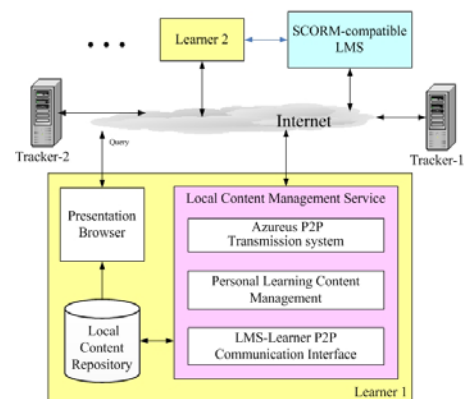 Learner 2
SCORM-compatible
LMS
Internet
Tracker-2
Tracker-1
Query
Presentation
Browser
Local Content Management Service
Azureus P2P
Transmission system
Personal Learning Content
Management
Local
Content
Repository
LMS-Learner P2P
Communication Interface
Learner 1